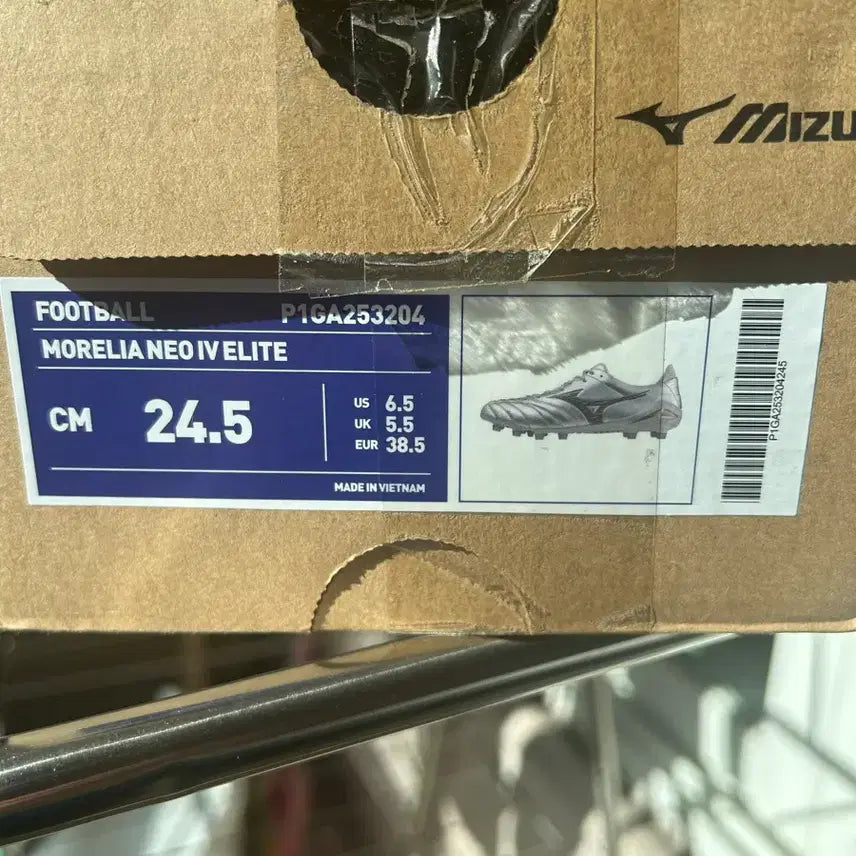 MIZU
FOOTBALL P1GA253204
MORELIA NEO IV ELITE
CM 24.5
US 6.5
UK 5.5
EUR 38.5
MADE IN VIETNAM
P1GA253204245